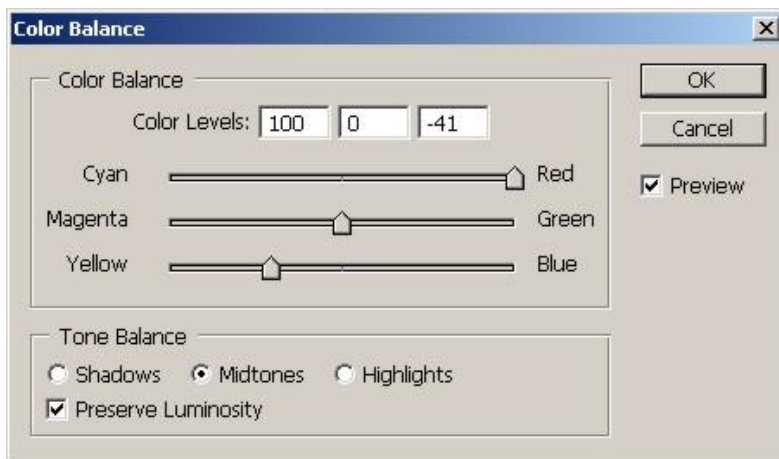 Color Balance
Color Balance
Color Levels: 100 0 -41
Cyan Red
Magenta Green
Yellow Blue
Tone Balance
Shadows Midtones Highlights
Preserve Luminosity
OK
Cancel
Preview